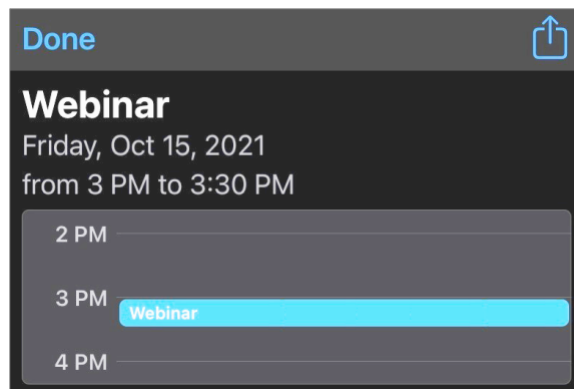 Done
Webinar
Friday, Oct 15, 2021
from 3 PM to 3:30 PM
2 PM
3 PM
Webinar
4 PM